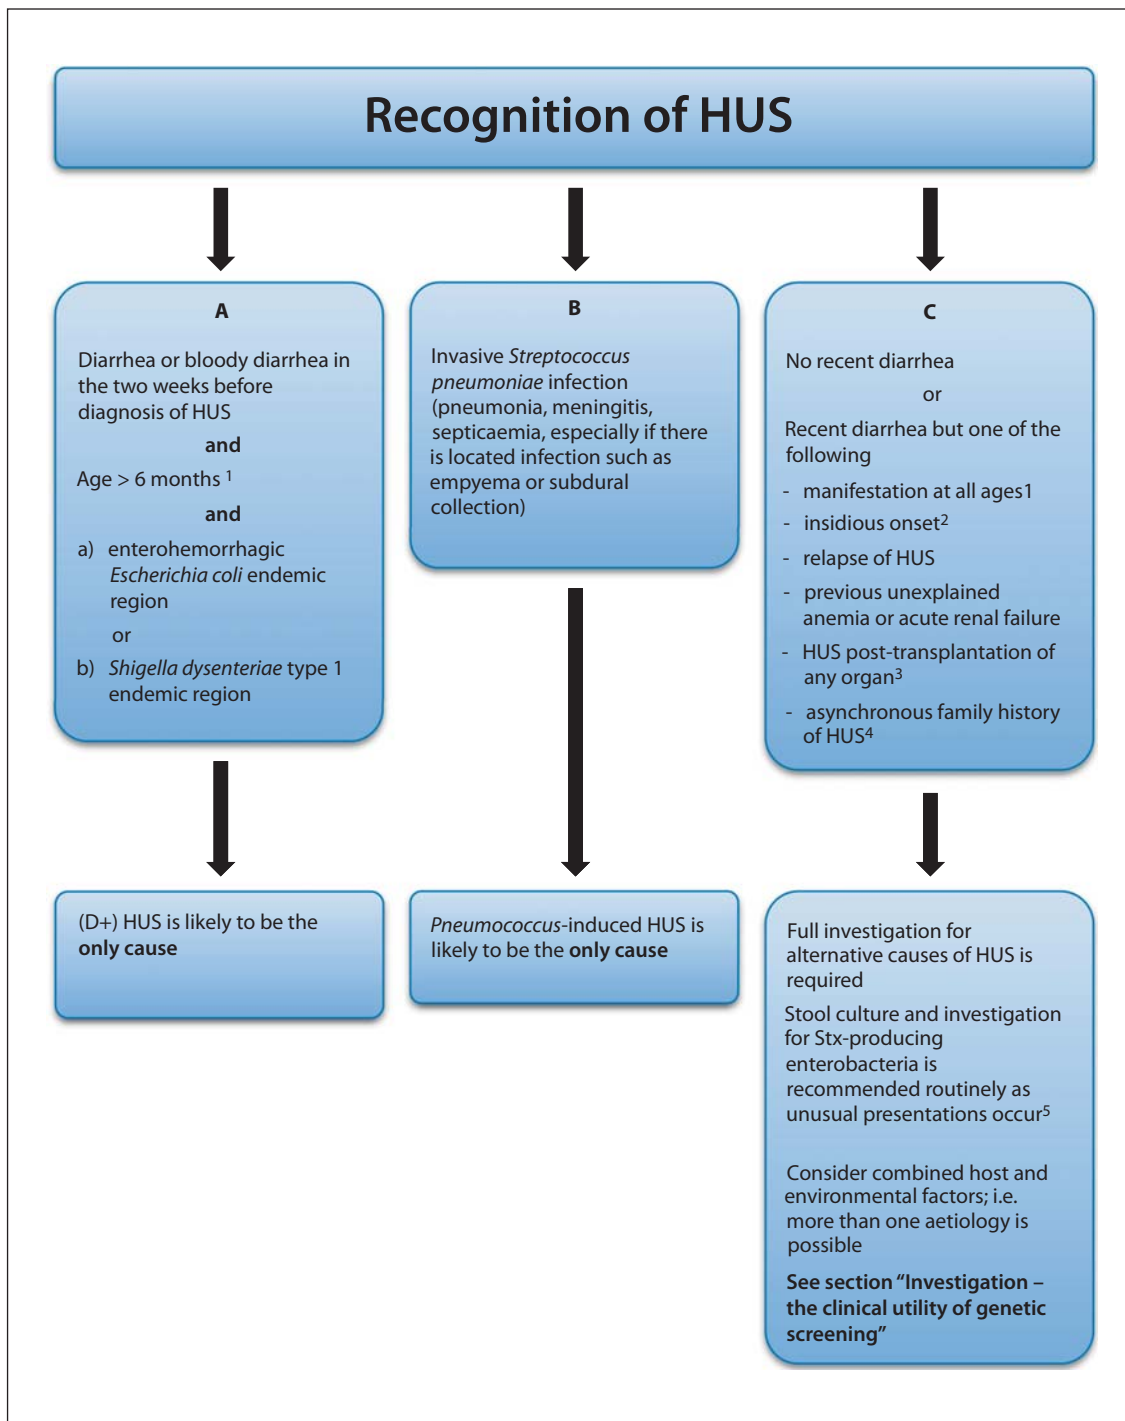 Recognition of HUS
A
Diarrhea or bloody diarrhea in
the two weeks before
diagnosis of HUS
and
Age > 6 months 1
and
a) enterohemorrhagic
Escherichia coli endemic
region
or
b) Shigella dysenteriae type 1
endemic region
(D+) HUS is likely to be the
only cause
B
Invasive Streptococcus
pneumoniae infection
(pneumonia, meningitis,
septicaemia, especially if there
is located infection such as
empyema or subdural
collection)
Pneumococcus-induced HUS is
likely to be the only cause
C
No recent diarrhea
or
Recent diarrhea but one of the
following
- manifestation at all ages1
- insidious onset2
- relapse of HUS
- previous unexplained
anemia or acute renal failure
- HUS post-transplantation of
any organ3
- asynchronous family history
of HUS4
Full investigation for
alternative causes of HUS is
required
Stool culture and investigation
for Stx-producing
enterobacteria is
recommended routinely as
unusual presentations occur5
Consider combined host and
environmental factors; i.e.
more than one aetiology is
possible
See section "Investigation –
the clinical utility of genetic
screening"